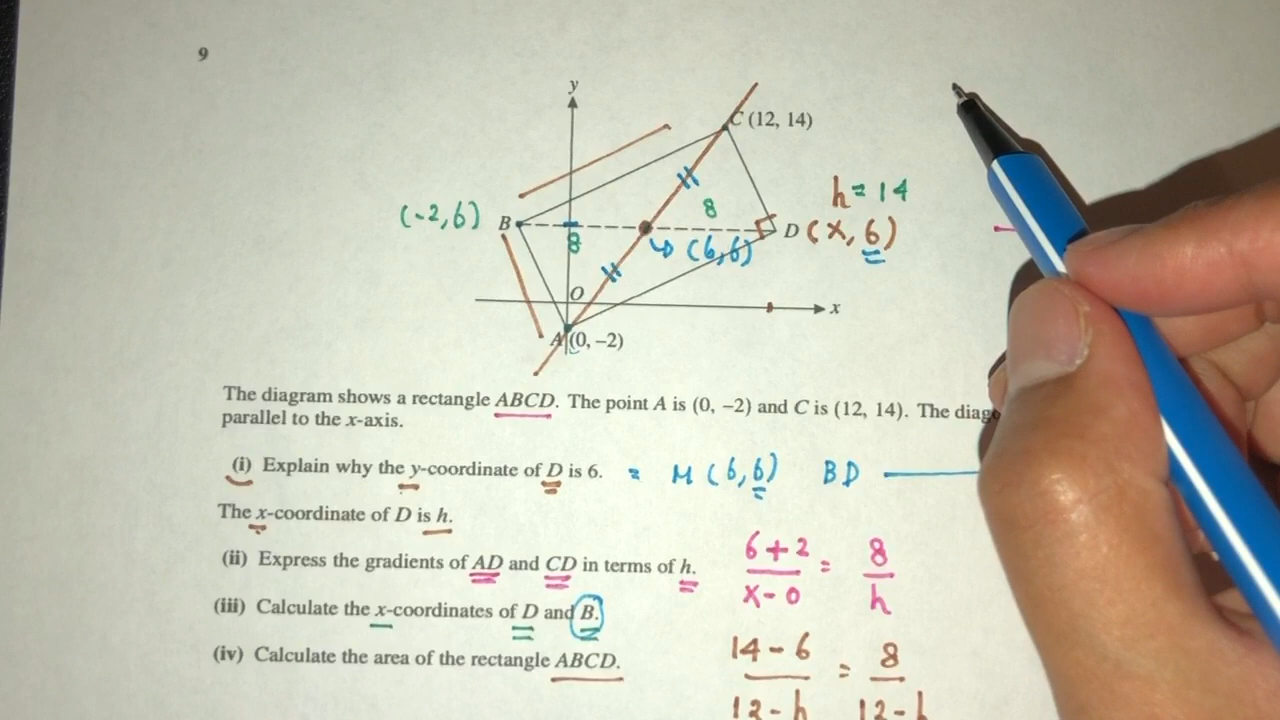 9
y
C (12, 14)
h = 14
8
(-2,6) B
D (x, 6)
8
(6,6)
O
x
A (0, −2)
The diagram shows a rectangle ABCD. The point A is (0, −2) and C is (12, 14). The
parallel to the x-axis.
(i) Explain why the y-coordinate of D is 6. = M (6,6) BD
The x-coordinate of D is h.
(ii) Express the gradients of AD and CD in terms of h.
6+2 / x-0 = 8 / h
(iii) Calculate the x-coordinates of D and B.
(iv) Calculate the area of the rectangle ABCD.
14-6 / 12-h = 8 / 12-h